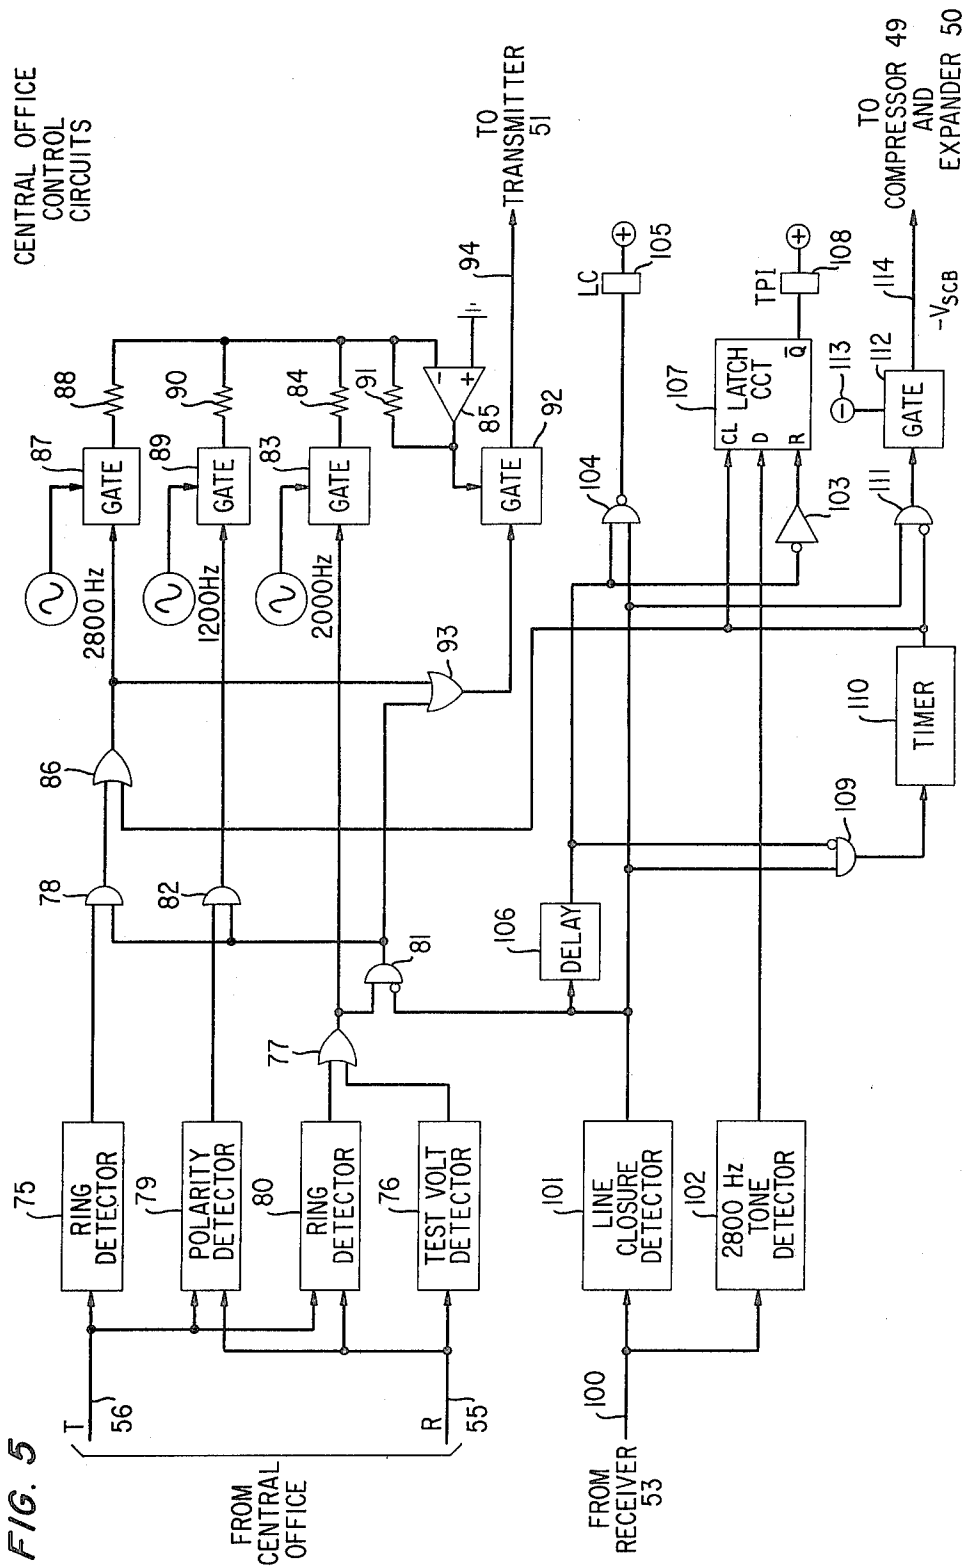 FIG. 5
CENTRAL OFFICE
CONTROL
CIRCUITS
FROM
CENTRAL
OFFICE
T
56
R
55
75
RING
DETECTOR
79
POLARITY
DETECTOR
80
RING
DETECTOR
76
TEST VOLT
DETECTOR
77
78
82
81
86
93
2800 Hz
87
GATE
88
1200Hz
89
GATE
90
2000Hz
83
GATE
84
91
-
+
85
GATE
92
94
TO
TRANSMITTER
51
FROM
RECEIVER
53
100
101
LINE
CLOSURE
DETECTOR
102
2800 Hz
TONE
DETECTOR
106
DELAY
109
110
TIMER
104
LC
+
105
103
107
CL LATCH
D CCT
R Q̅
TPI
+
108
111
113
-
112
GATE
114
-VSCB
TO
COMPRESSOR 49
AND
EXPANDER 50